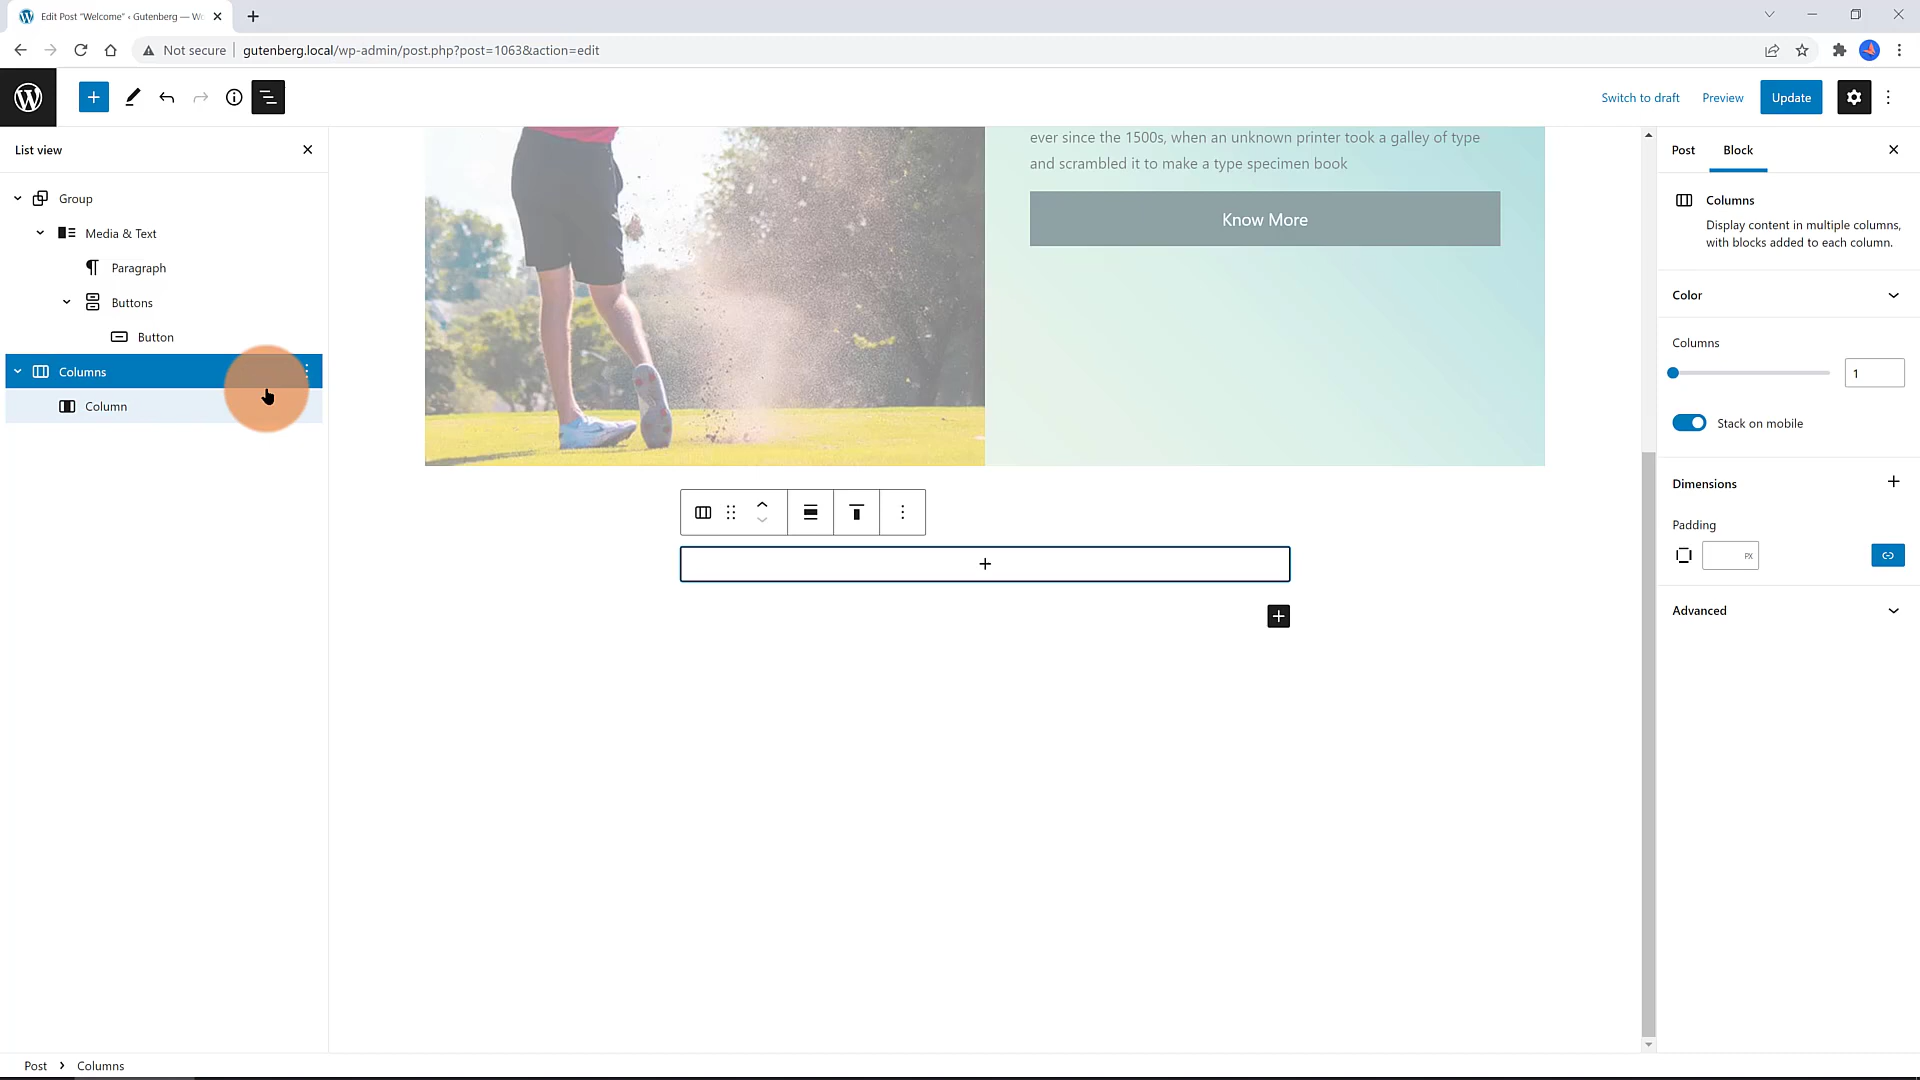 Edit Post "Welcome" ‹ Gutenberg — W
Not secure
gutenberg.local/wp-admin/post.php?post=1063&action=edit
Switch to draft
Preview
Update
List view
Group
Media & Text
Paragraph
Buttons
Button
Columns
Column
ever since the 1500s, when an unknown printer took a galley of type
and scrambled it to make a type specimen book
Know More
Post
Block
Columns
Display content in multiple columns,
with blocks added to each column.
Color
Columns
1
Stack on mobile
Dimensions
Padding
PX
Advanced
Post
Columns